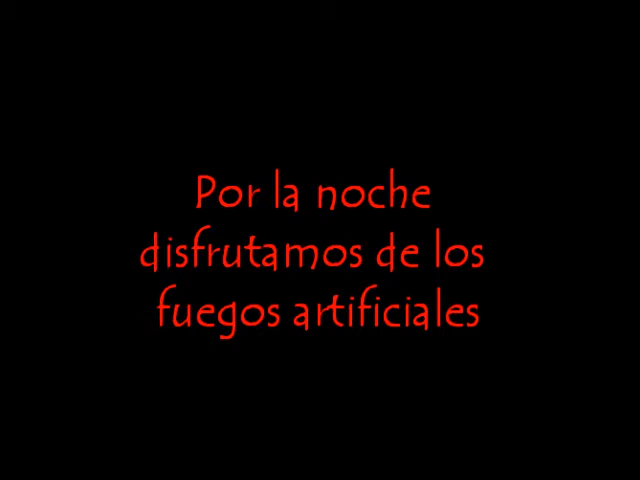 Por la noche
disfrutamos de los
fuegos artificiales